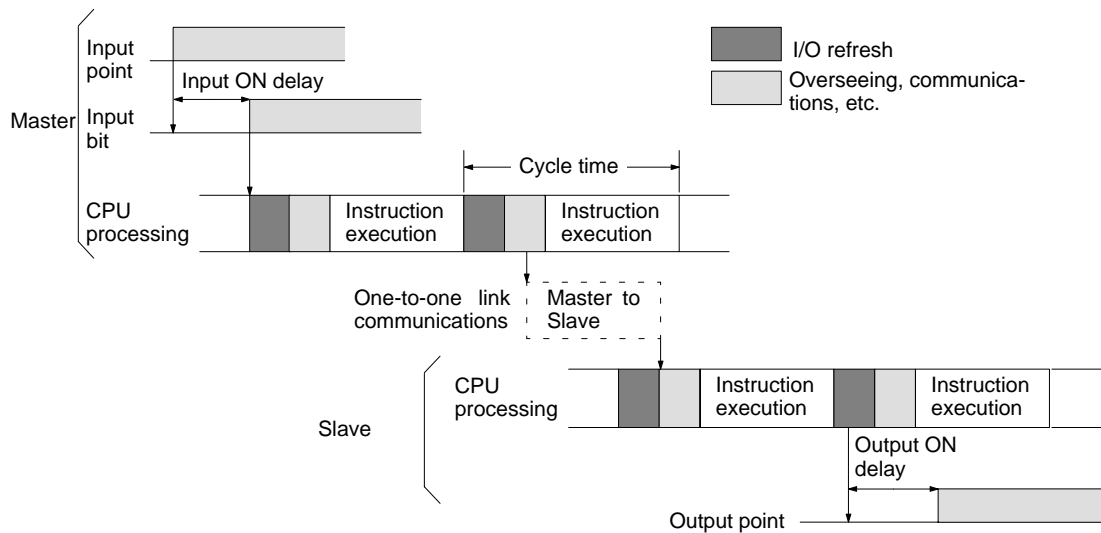 Input
point
I/O refresh
Overseeing, communica-
tions, etc.
Input ON delay
Master
Input
bit
Cycle time
CPU
processing
Instruction
execution
Instruction
execution
One-to-one link
communications
Master to
Slave
CPU
processing
Instruction
execution
Instruction
execution
Slave
Output ON
delay
Output point